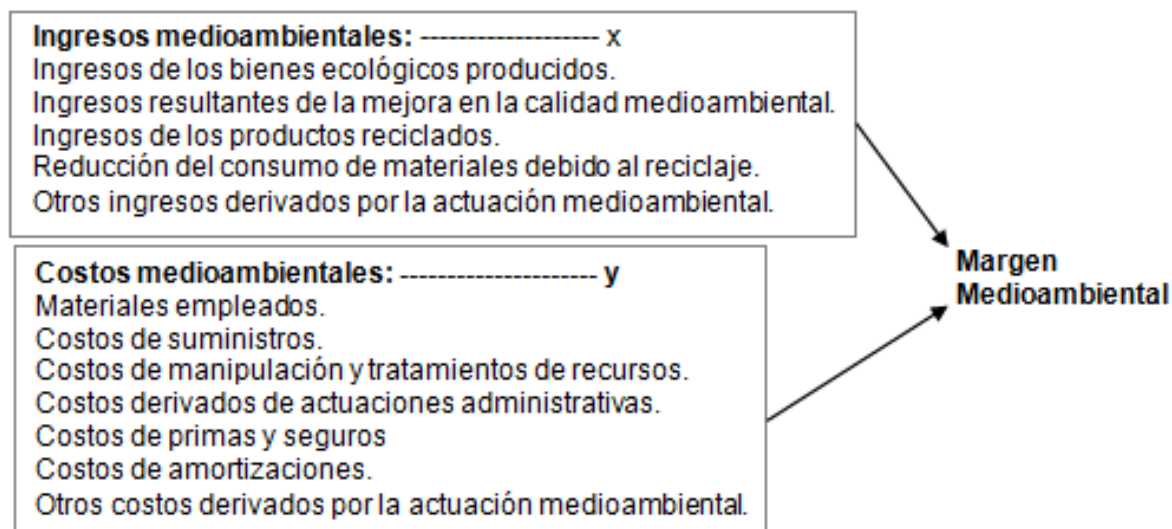 Ingresos medioambientales: ------------------- x
Ingresos de los bienes ecológicos producidos.
Ingresos resultantes de la mejora en la calidad medioambiental.
Ingresos de los productos reciclados.
Reducción del consumo de materiales debido al reciclaje.
Otros ingresos derivados por la actuación medioambiental.
Costos medioambientales: --------------------- y
Materiales empleados.
Costos de suministros.
Costos de manipulación y tratamientos de recursos.
Costos derivados de actuaciones administrativas.
Costos de primas y seguros
Costos de amortizaciones.
Otros costos derivados por la actuación medioambiental.
Margen
Medioambiental